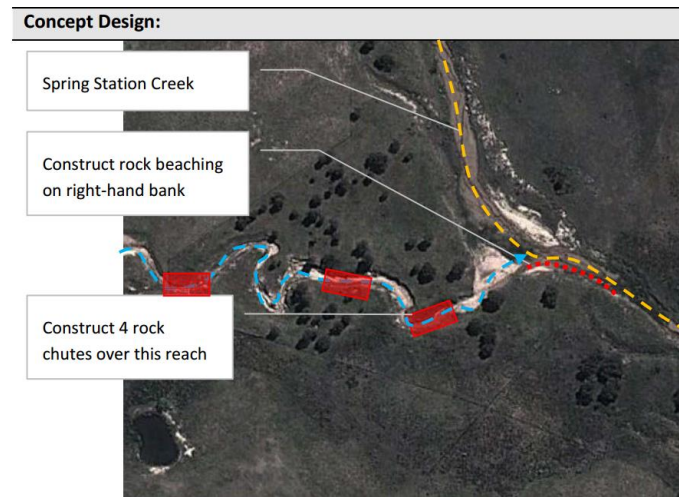 Concept Design:
Spring Station Creek
Construct rock beaching
on right-hand bank
Construct 4 rock
chutes over this reach